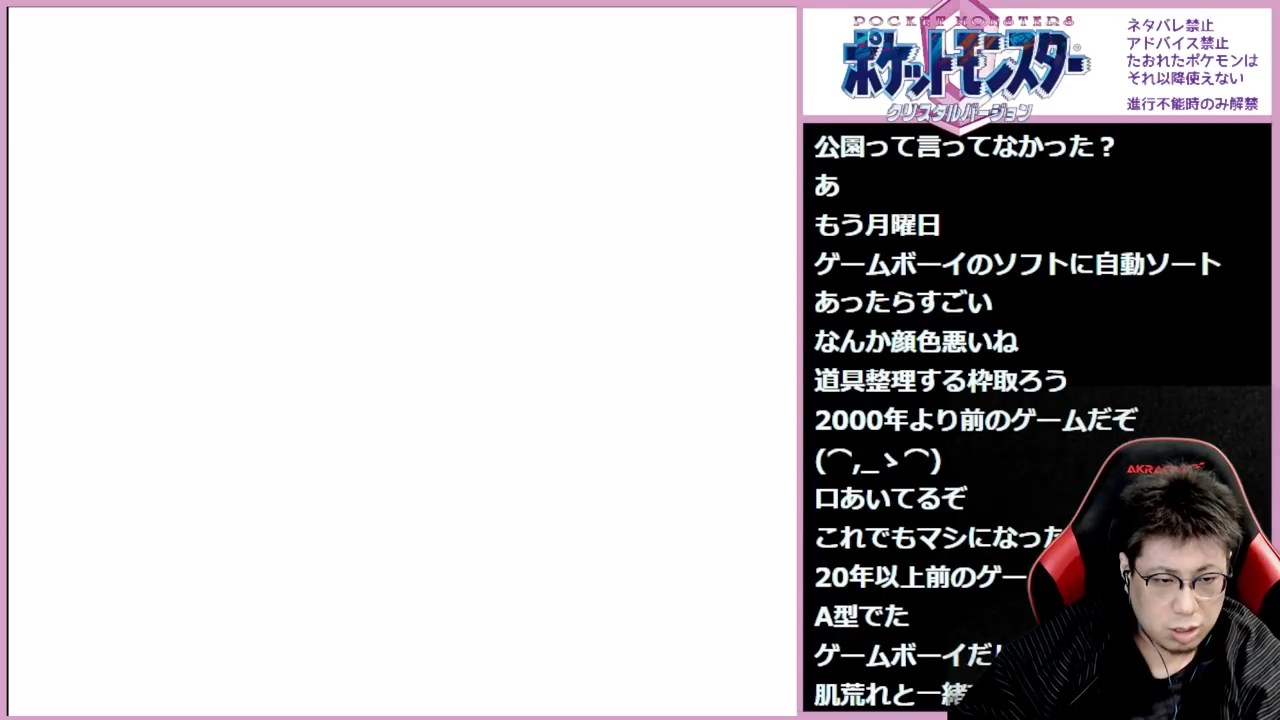 POCKET MONSTERS
ポケットモンスター
クリスタルバージョン
ネタバレ禁止
アドバイス禁止
たおれたポケモンは
それ以降使えない
進行不能時のみ解禁
公園って言ってなかった？
あ
もう月曜日
ゲームボーイのソフトに自動ソート
あったらすごい
なんか顔色悪いね
道具整理する枠取ろう
2000年より前のゲームだぞ
(⌒,_ゝ⌒)
口あいてるぞ
これでもマシになった
20年以上前のゲー
A型でた
ゲームボーイだ
肌荒れと一緒